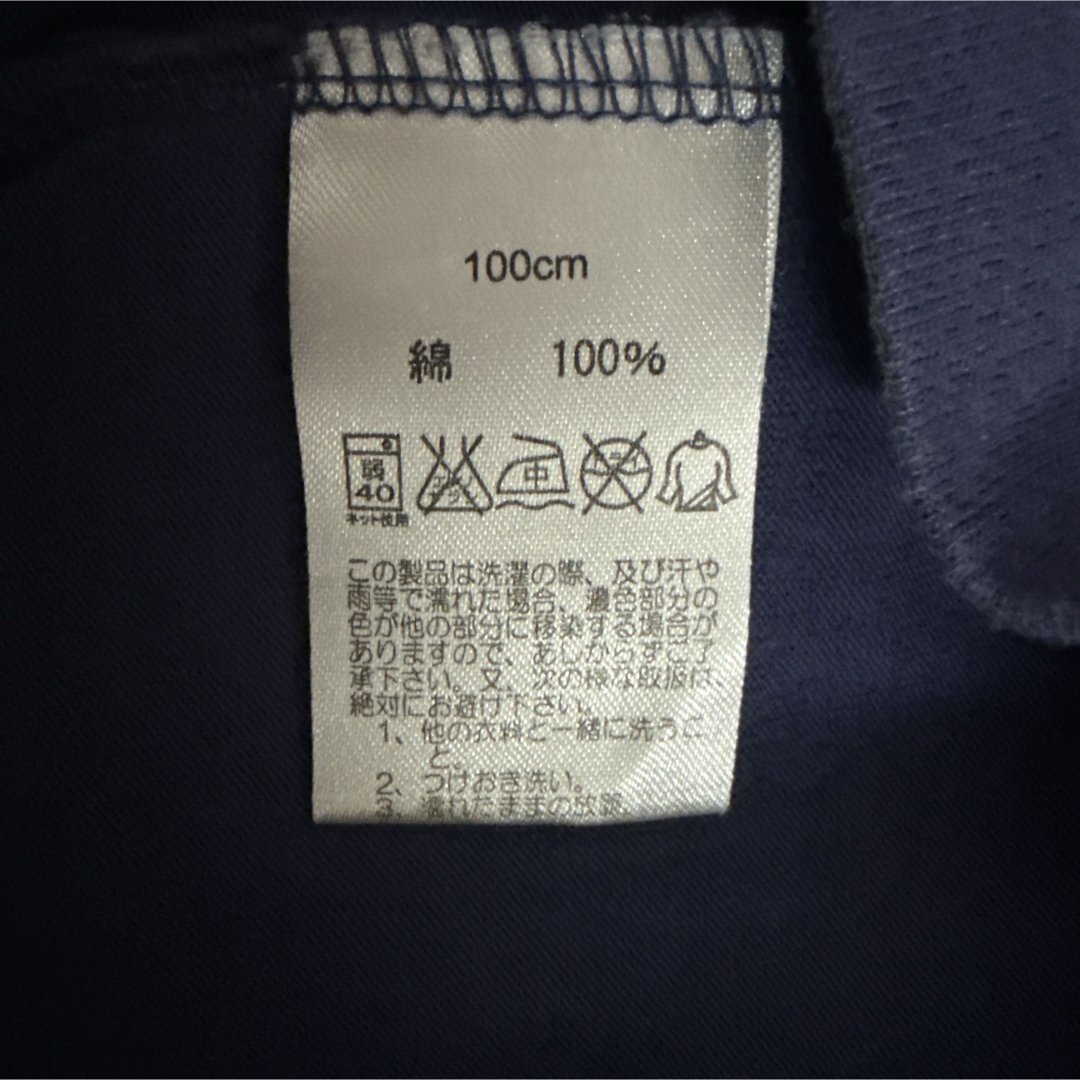 100cm
綿 100%
弱
40
中
ネット使用
この製品は洗濯の際、及び汗や
雨等で濡れた場合、濃色部分の
色が他の部分に移染する場合が
ありますので、あしからずご了
承下さい。又、次の様な取扱は、
絶対にお避け下さい。
1、他の衣料と一緒に洗うこ
と。
2、つけおき洗い。
3、濡れたままの放置